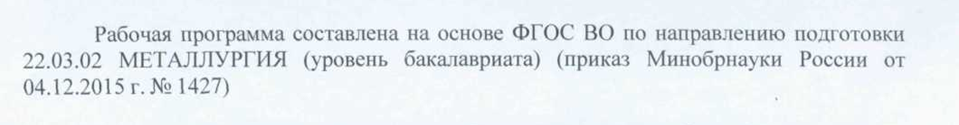 Рабочая программа составлена на основе ФГОС ВО по направлению подготовки
22.03.02 МЕТАЛЛУРГИЯ (уровень бакалавриата) (приказ Минобрнауки России от
04.12.2015 г. № 1427)